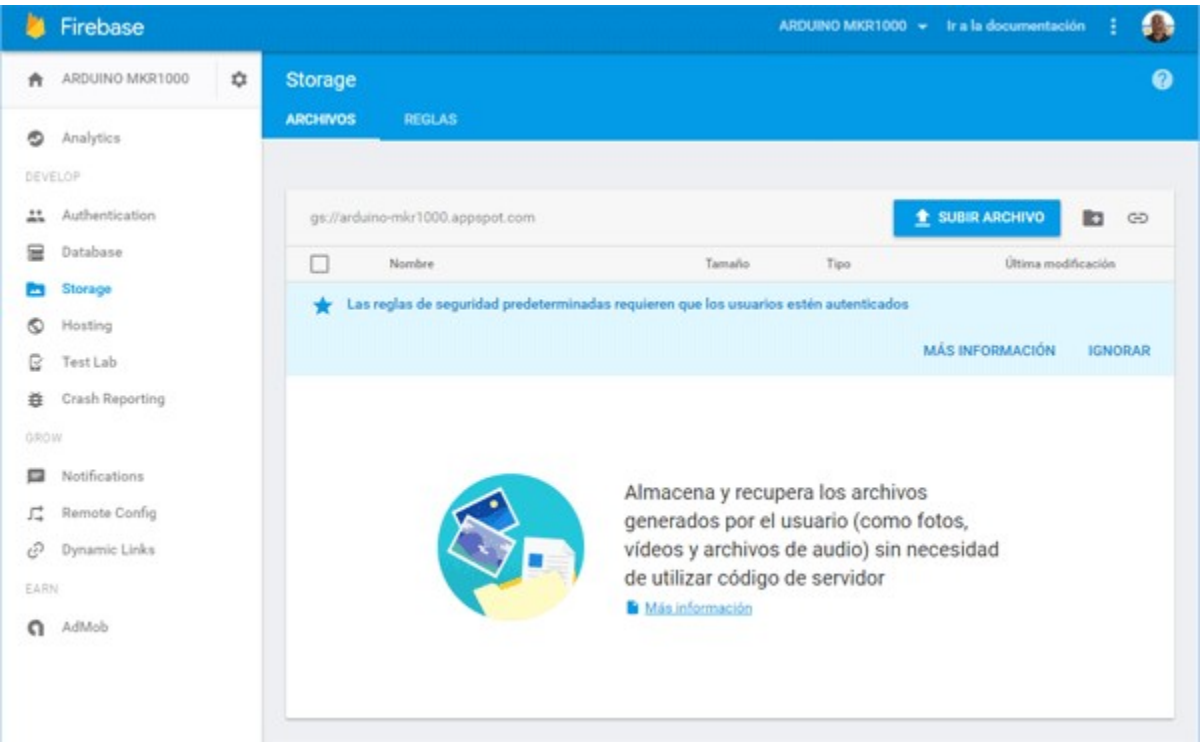 Firebase
ARDUINO MKR1000 Ir a la documentación
ARDUINO MKR1000
Storage
ARCHIVOS REGLAS
Analytics
DEVELOP
Authentication
Database
Storage
Hosting
Test Lab
Crash Reporting
GROW
Notifications
Remote Config
Dynamic Links
EARN
AdMob
gs://arduino-mkr1000.appspot.com
SUBIR ARCHIVO
Nombre Tamaño Tipo Última modificación
Las reglas de seguridad predeterminadas requieren que los usuarios estén autenticados
MÁS INFORMACIÓN IGNORAR
Almacena y recupera los archivos
generados por el usuario (como fotos,
vídeos y archivos de audio) sin necesidad
de utilizar código de servidor
Más información